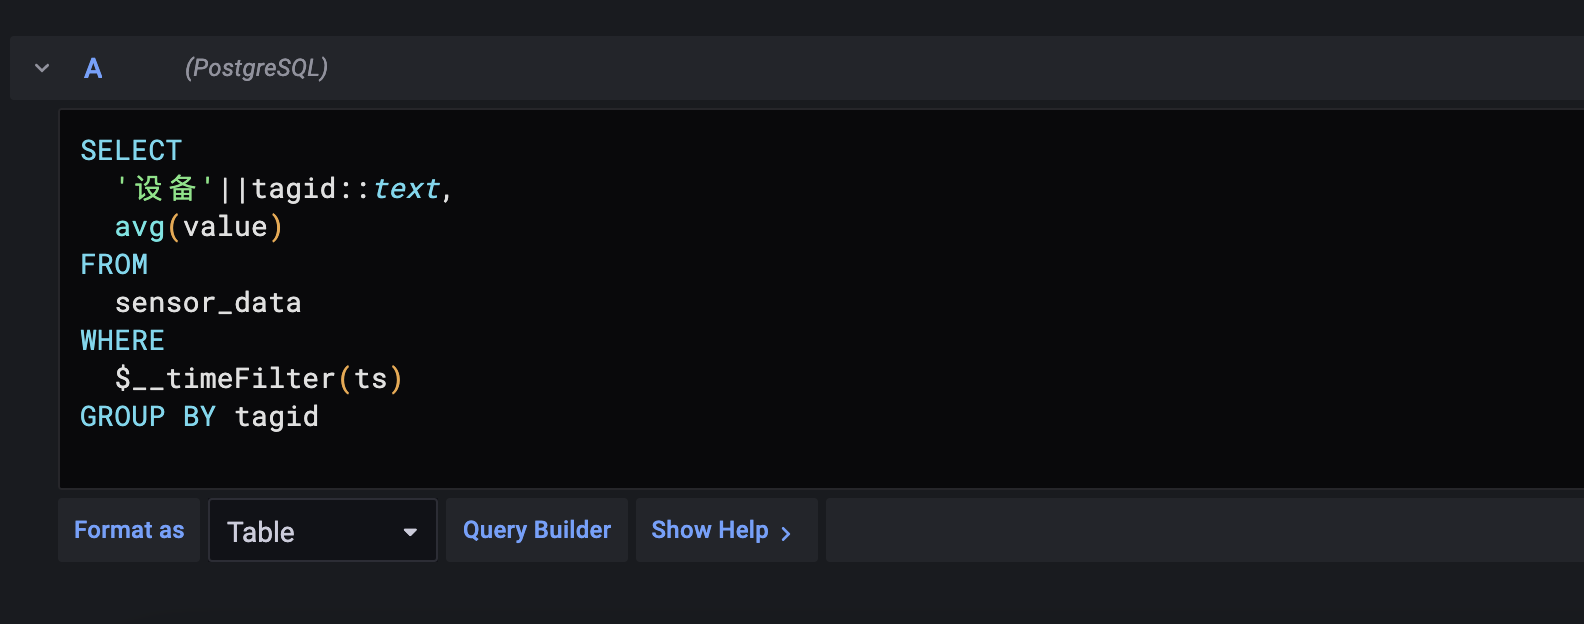 A (PostgreSQL)
SELECT
'设备'||tagid::text,
avg(value)
FROM
sensor_data
WHERE
$__timeFilter(ts)
GROUP BY tagid
Format as Table Query Builder Show Help >